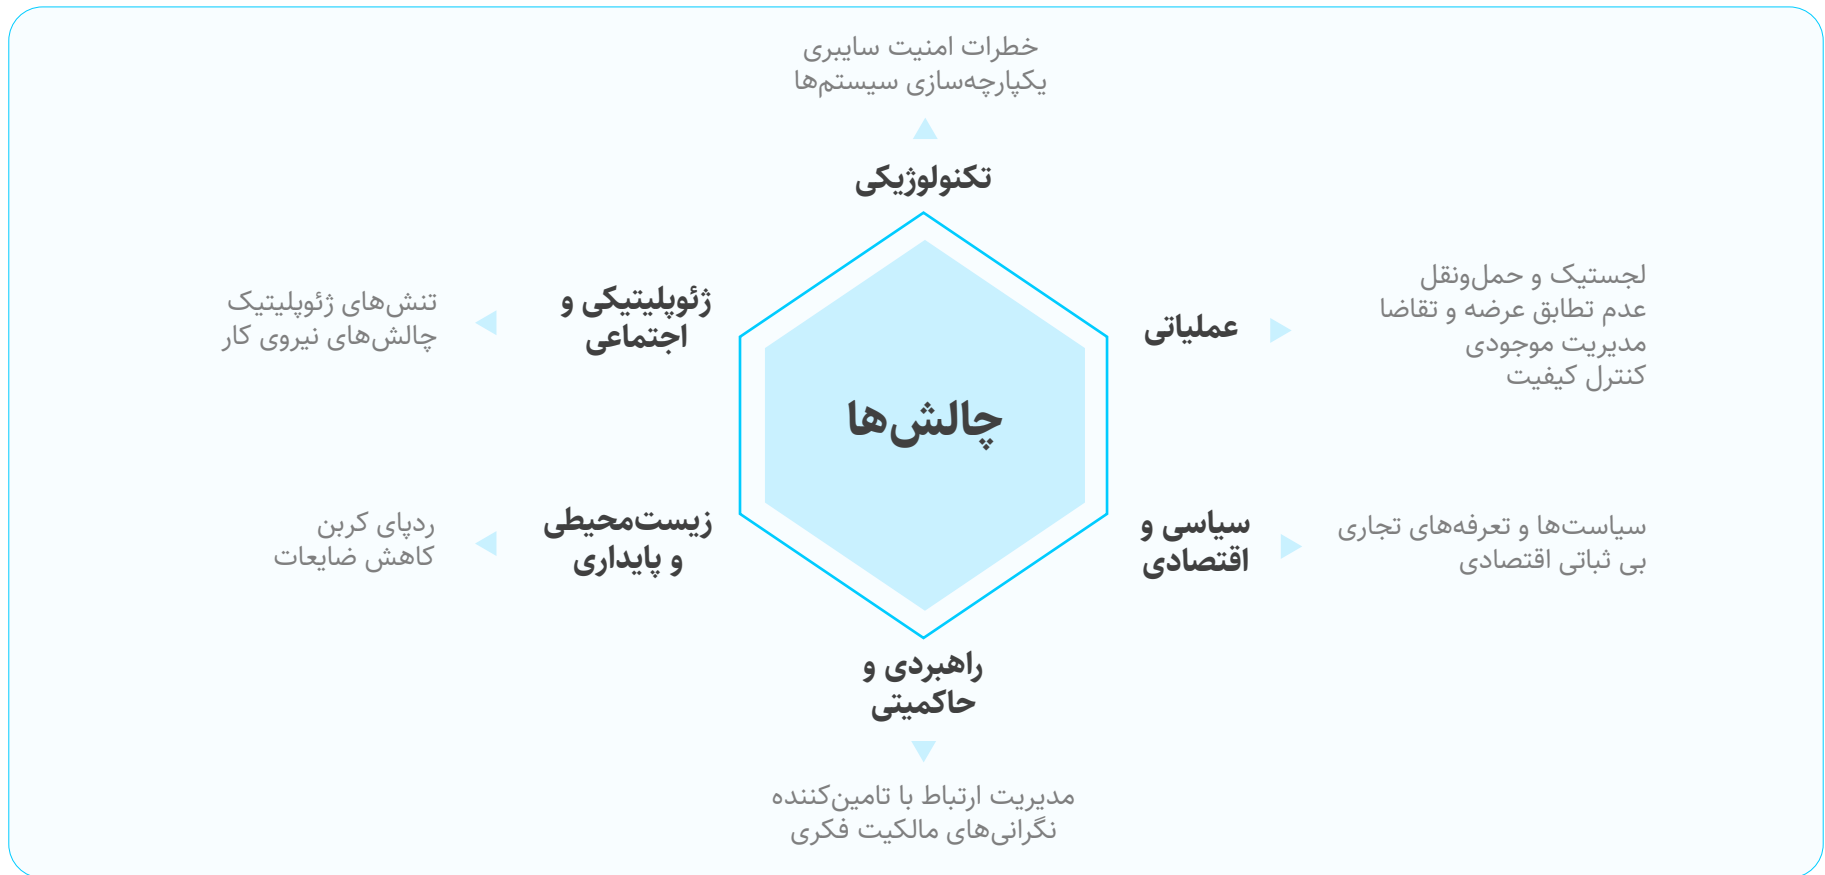 خطرات امنیت سایبری
یکپارچه‌سازی سیستم‌ها
تکنولوژیکی
لجستیک و حمل‌ونقل
عدم تطابق عرضه و تقاضا
مدیریت موجودی
کنترل کیفیت
عملیاتی
ژئوپلیتیکی و
اجتماعی
تنش‌های ژئوپلیتیک
چالش‌های نیروی کار
چالش‌ها
سیاسی و
اقتصادی
سیاست‌ها و تعرفه‌های تجاری
بی ثباتی اقتصادی
زیست‌محیطی
و پایداری
ردپای کربن
کاهش ضایعات
راهبردی و
حاکمیتی
مدیریت ارتباط با تامین‌کننده
نگرانی‌های مالکیت فکری